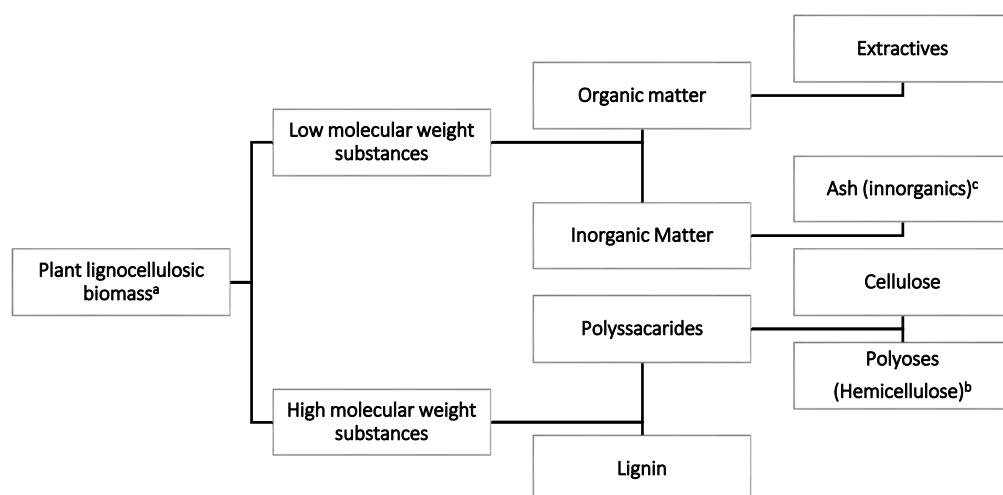 Extractives
Organic matter
Low molecular weight
substances
Ash (innorganics)ᶜ
Inorganic Matter
Plant lignocellulosic
biomassᵃ
Cellulose
Polyssacarides
Polyoses
(Hemicellulose)ᵇ
High molecular weight
substances
Lignin